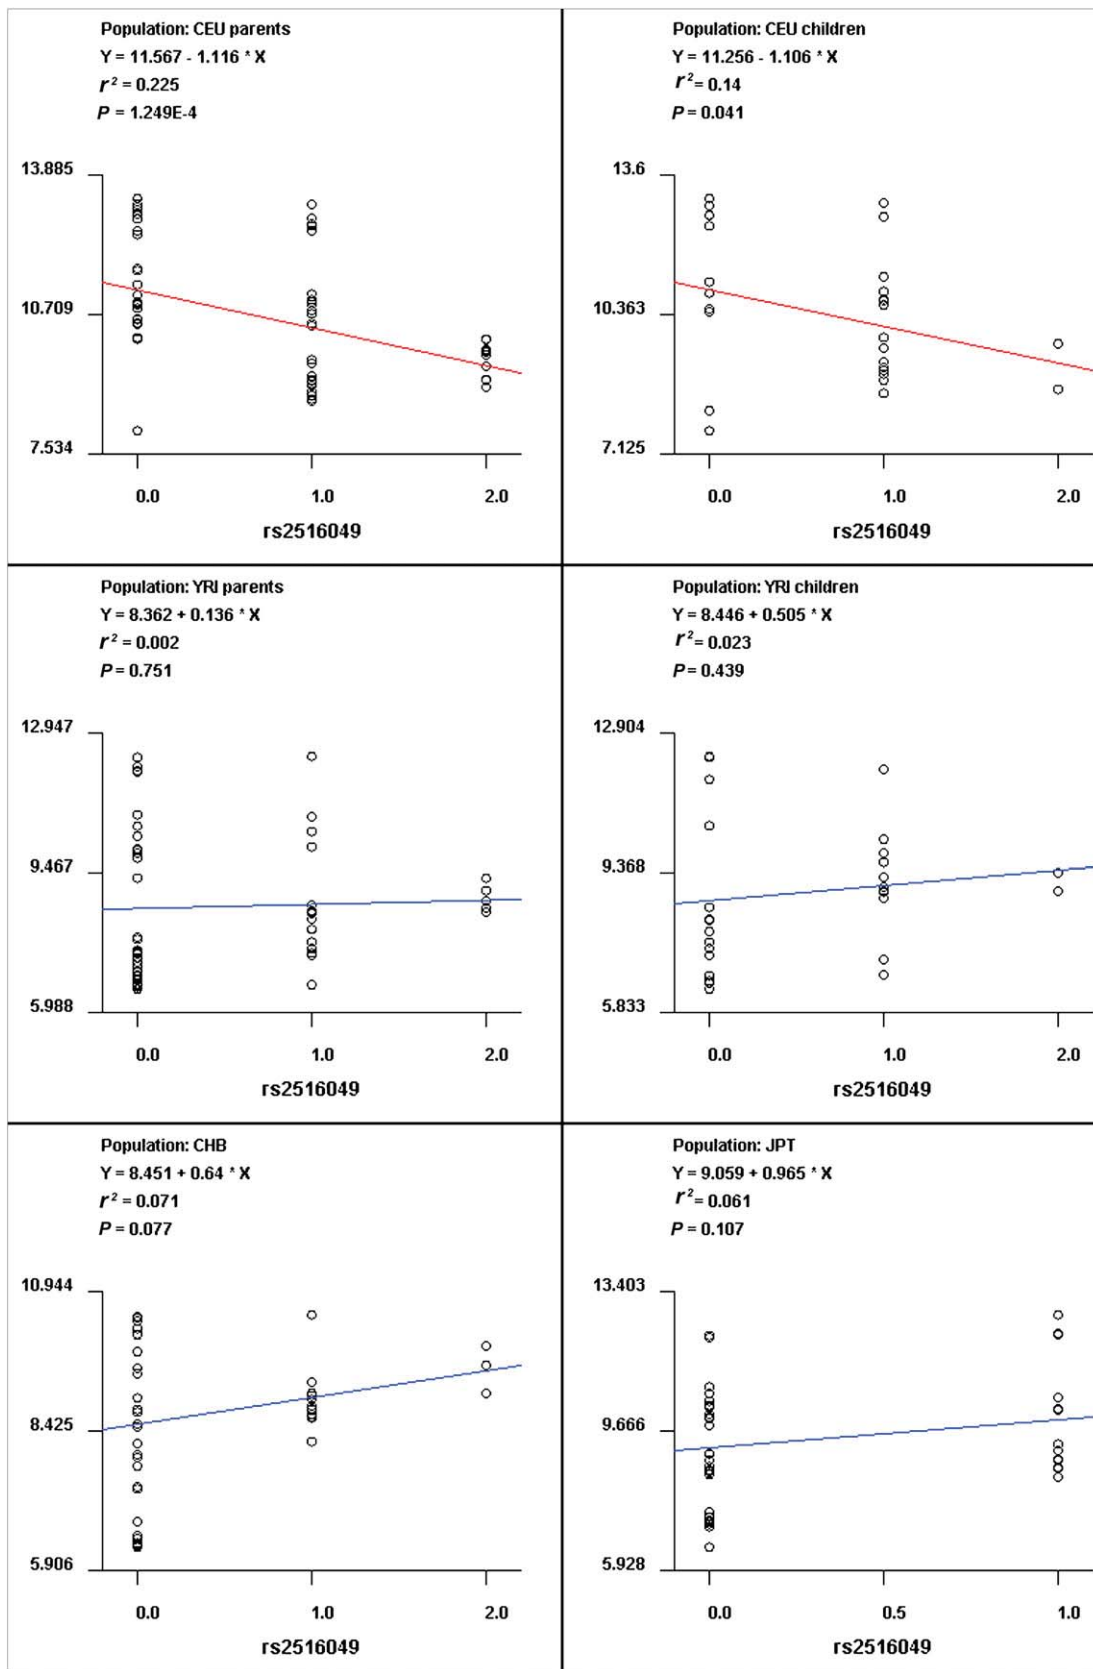 Population: CEU parents
Y = 11.567 - 1.116 * X
r² = 0.225
P = 1.249E-4
13.885
10.709
7.534
0.0 1.0 2.0
rs2516049
Population: CEU children
Y = 11.256 - 1.106 * X
r² = 0.14
P = 0.041
13.6
10.363
7.125
0.0 1.0 2.0
rs2516049
Population: YRI parents
Y = 8.362 + 0.136 * X
r² = 0.002
P = 0.751
12.947
9.467
5.988
0.0 1.0 2.0
rs2516049
Population: YRI children
Y = 8.446 + 0.505 * X
r² = 0.023
P = 0.439
12.904
9.368
5.833
0.0 1.0 2.0
rs2516049
Population: CHB
Y = 8.451 + 0.64 * X
r² = 0.071
P = 0.077
10.944
8.425
5.906
0.0 1.0 2.0
rs2516049
Population: JPT
Y = 9.059 + 0.965 * X
r² = 0.061
P = 0.107
13.403
9.666
5.928
0.0 0.5 1.0
rs2516049